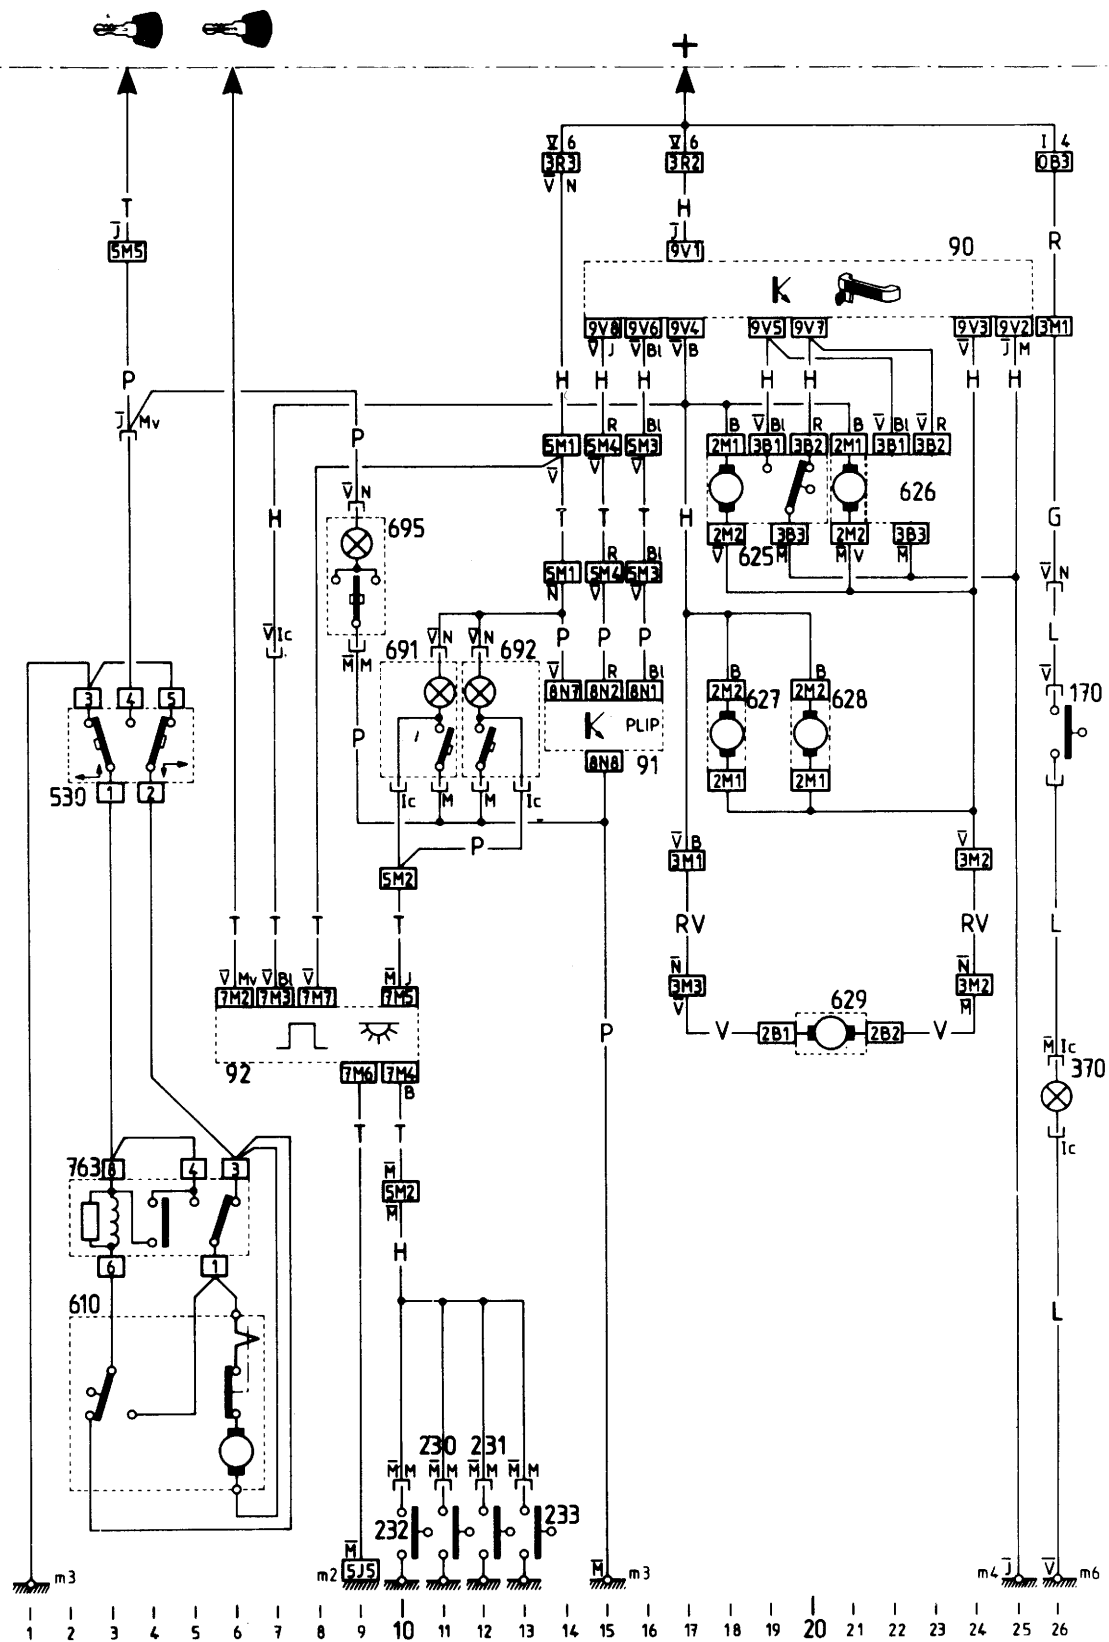 +
V̅ 6 V̅ 6 I 4
3R3 3R2 0B3
V̅ N
T H
J̅ J̅
5M5 9V1 90 R
9V8 9V6 9V4 9V5 9V7 9V3 9V2 3M1
V̅ J V̅ Bl V̅ B V̅ J̅ M
P H H H H H H H
J̅ Mv
P R Bl B V̅ Bl R B V̅ Bl V̅ R
5M1 5M4 5M3 2M1 3B1 3B2 2M1 3B1 3B2
V̅ V̅ V̅
V̅ N 626
H 695 T T T H G
2M2 3B3 2M2 3B3
V̅ 625 M̅ M̅ V M̅
R Bl
5M1 5M4 5M3 V̅ N
N̅ V̅ V̅
V̅ Ic V̅ N V̅ N P P P L
M̅ M 691 692 V̅ R Bl B B V̅
3 4 5 8N7 8N2 8N1 2M2 627 2M2 628 170
P PLIP
8N8 91 2M1 2M1
530 1 2 Ic M M Ic
P V̅ B V̅
3M1 3M2
5M2
T T T T RV RV L
V̅ Mv V̅ Bl V̅ M̅ J N̅ N̅
7M2 7M3 7M7 7M5 3M3 3M2
V̅ 629 M̅
P V 2B1 2B2 V
92 7M6 7M4 M̅ Ic
B 370
T T Ic
763 8 4 3 M̅
5M2
M̅
6 1 H
610 L
230 231
M̅ M M̅ M M̅ M M̅ M
232 233
M̅
m3 m2 5J5 M̅ m3 m4 J̅ V̅ m6
1 2 3 4 5 6 7 8 9 10 11 12 13 14 15 16 17 18 19 20 21 22 23 24 25 26